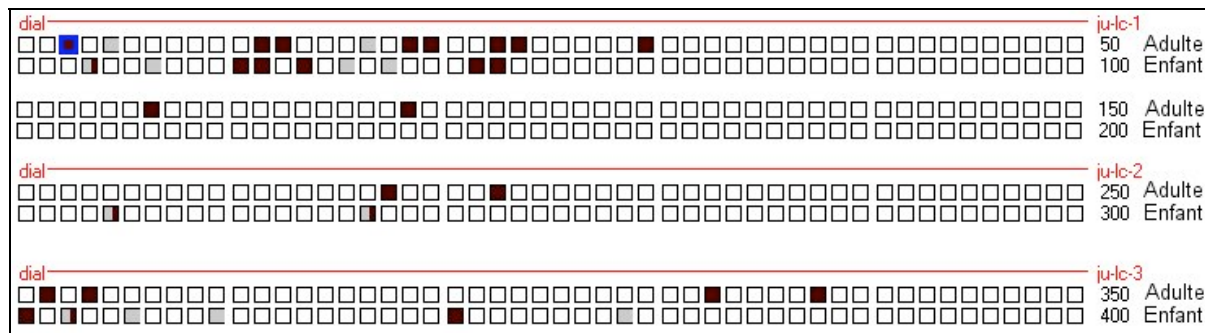 dial ju-lc-1
50 Adulte
100 Enfant
150 Adulte
200 Enfant
dial ju-lc-2
250 Adulte
300 Enfant
dial ju-lc-3
350 Adulte
400 Enfant